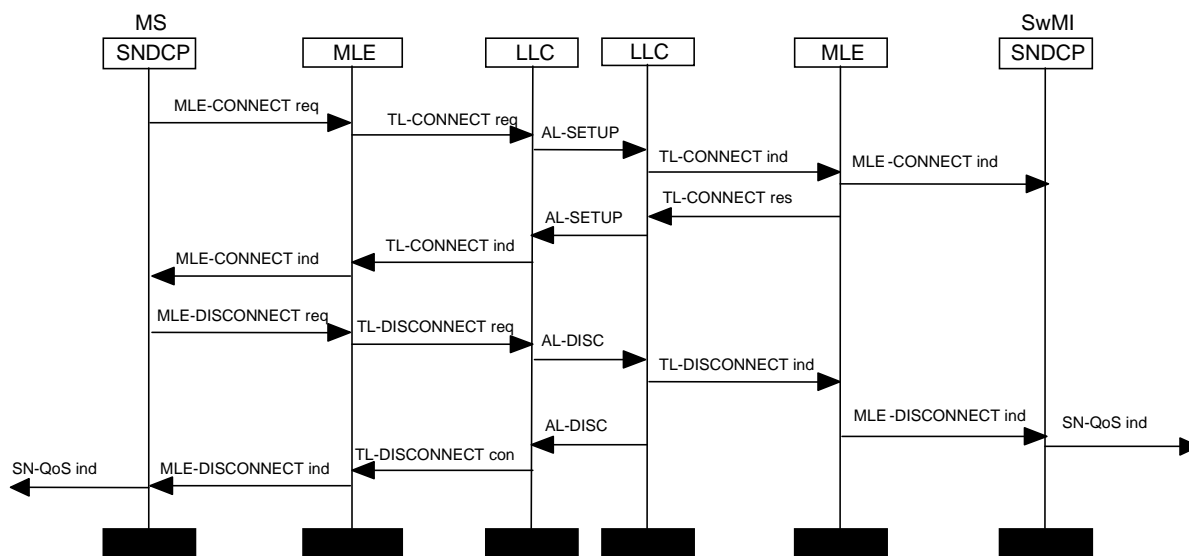 MS
SwMI
SNDCP
MLE
LLC
LLC
MLE
SNDCP
MLE-CONNECT req
TL-CONNECT req
AL-SETUP
TL-CONNECT ind
MLE-CONNECT ind
TL-CONNECT res
AL-SETUP
TL-CONNECT ind
MLE-CONNECT ind
MLE-DISCONNECT req
TL-DISCONNECT req
AL-DISC
TL-DISCONNECT ind
MLE-DISCONNECT ind
SN-QoS ind
AL-DISC
TL-DISCONNECT con
MLE-DISCONNECT ind
SN-QoS ind